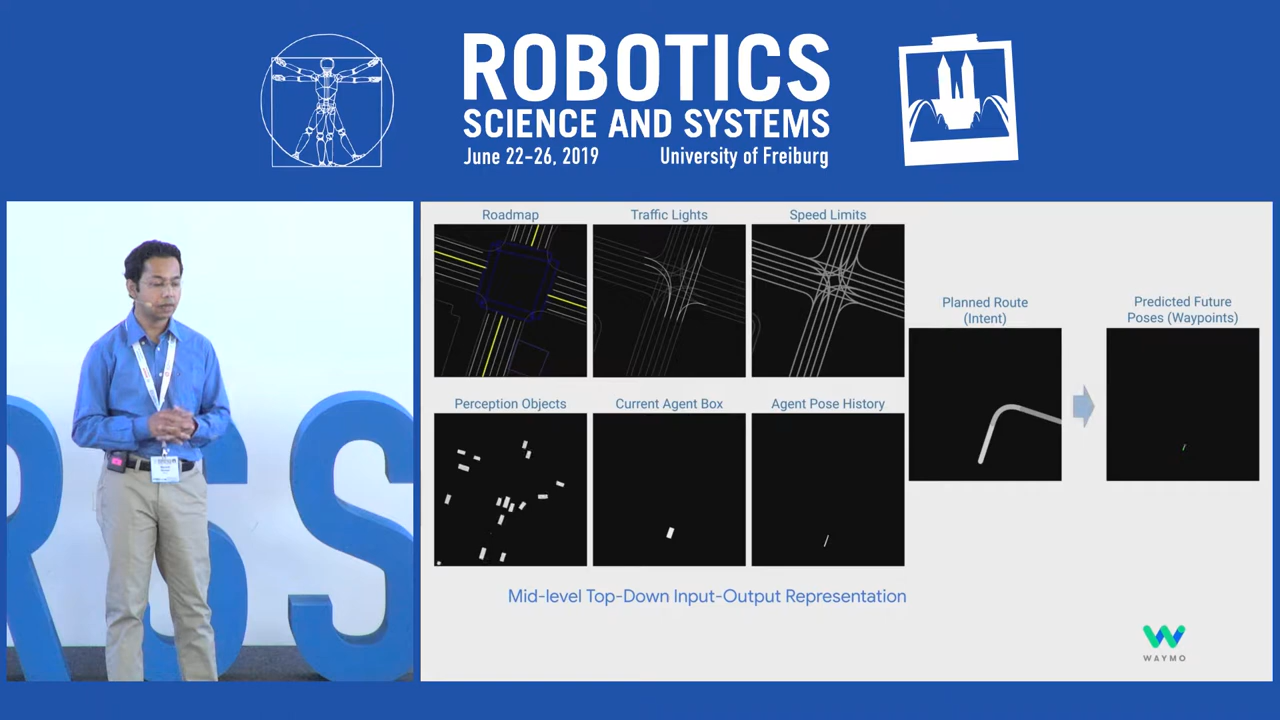 ROBOTICS
SCIENCE AND SYSTEMS
June 22-26, 2019 University of Freiburg
Roadmap
Traffic Lights
Speed Limits
Perception Objects
Current Agent Box
Agent Pose History
Planned Route
(Intent)
Predicted Future
Poses (Waypoints)
Mid-level Top-Down Input-Output Representation
WAYMO
RSS